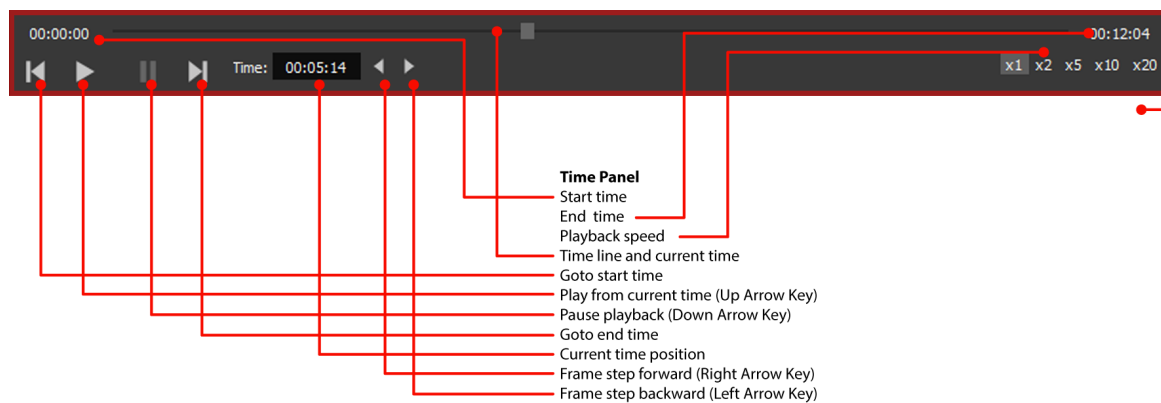 00:00:00
00:12:04
Time: 00:05:14
x1 x2 x5 x10 x20
Time Panel
Start time
End time
Playback speed
Time line and current time
Goto start time
Play from current time (Up Arrow Key)
Pause playback (Down Arrow Key)
Goto end time
Current time position
Frame step forward (Right Arrow Key)
Frame step backward (Left Arrow Key)